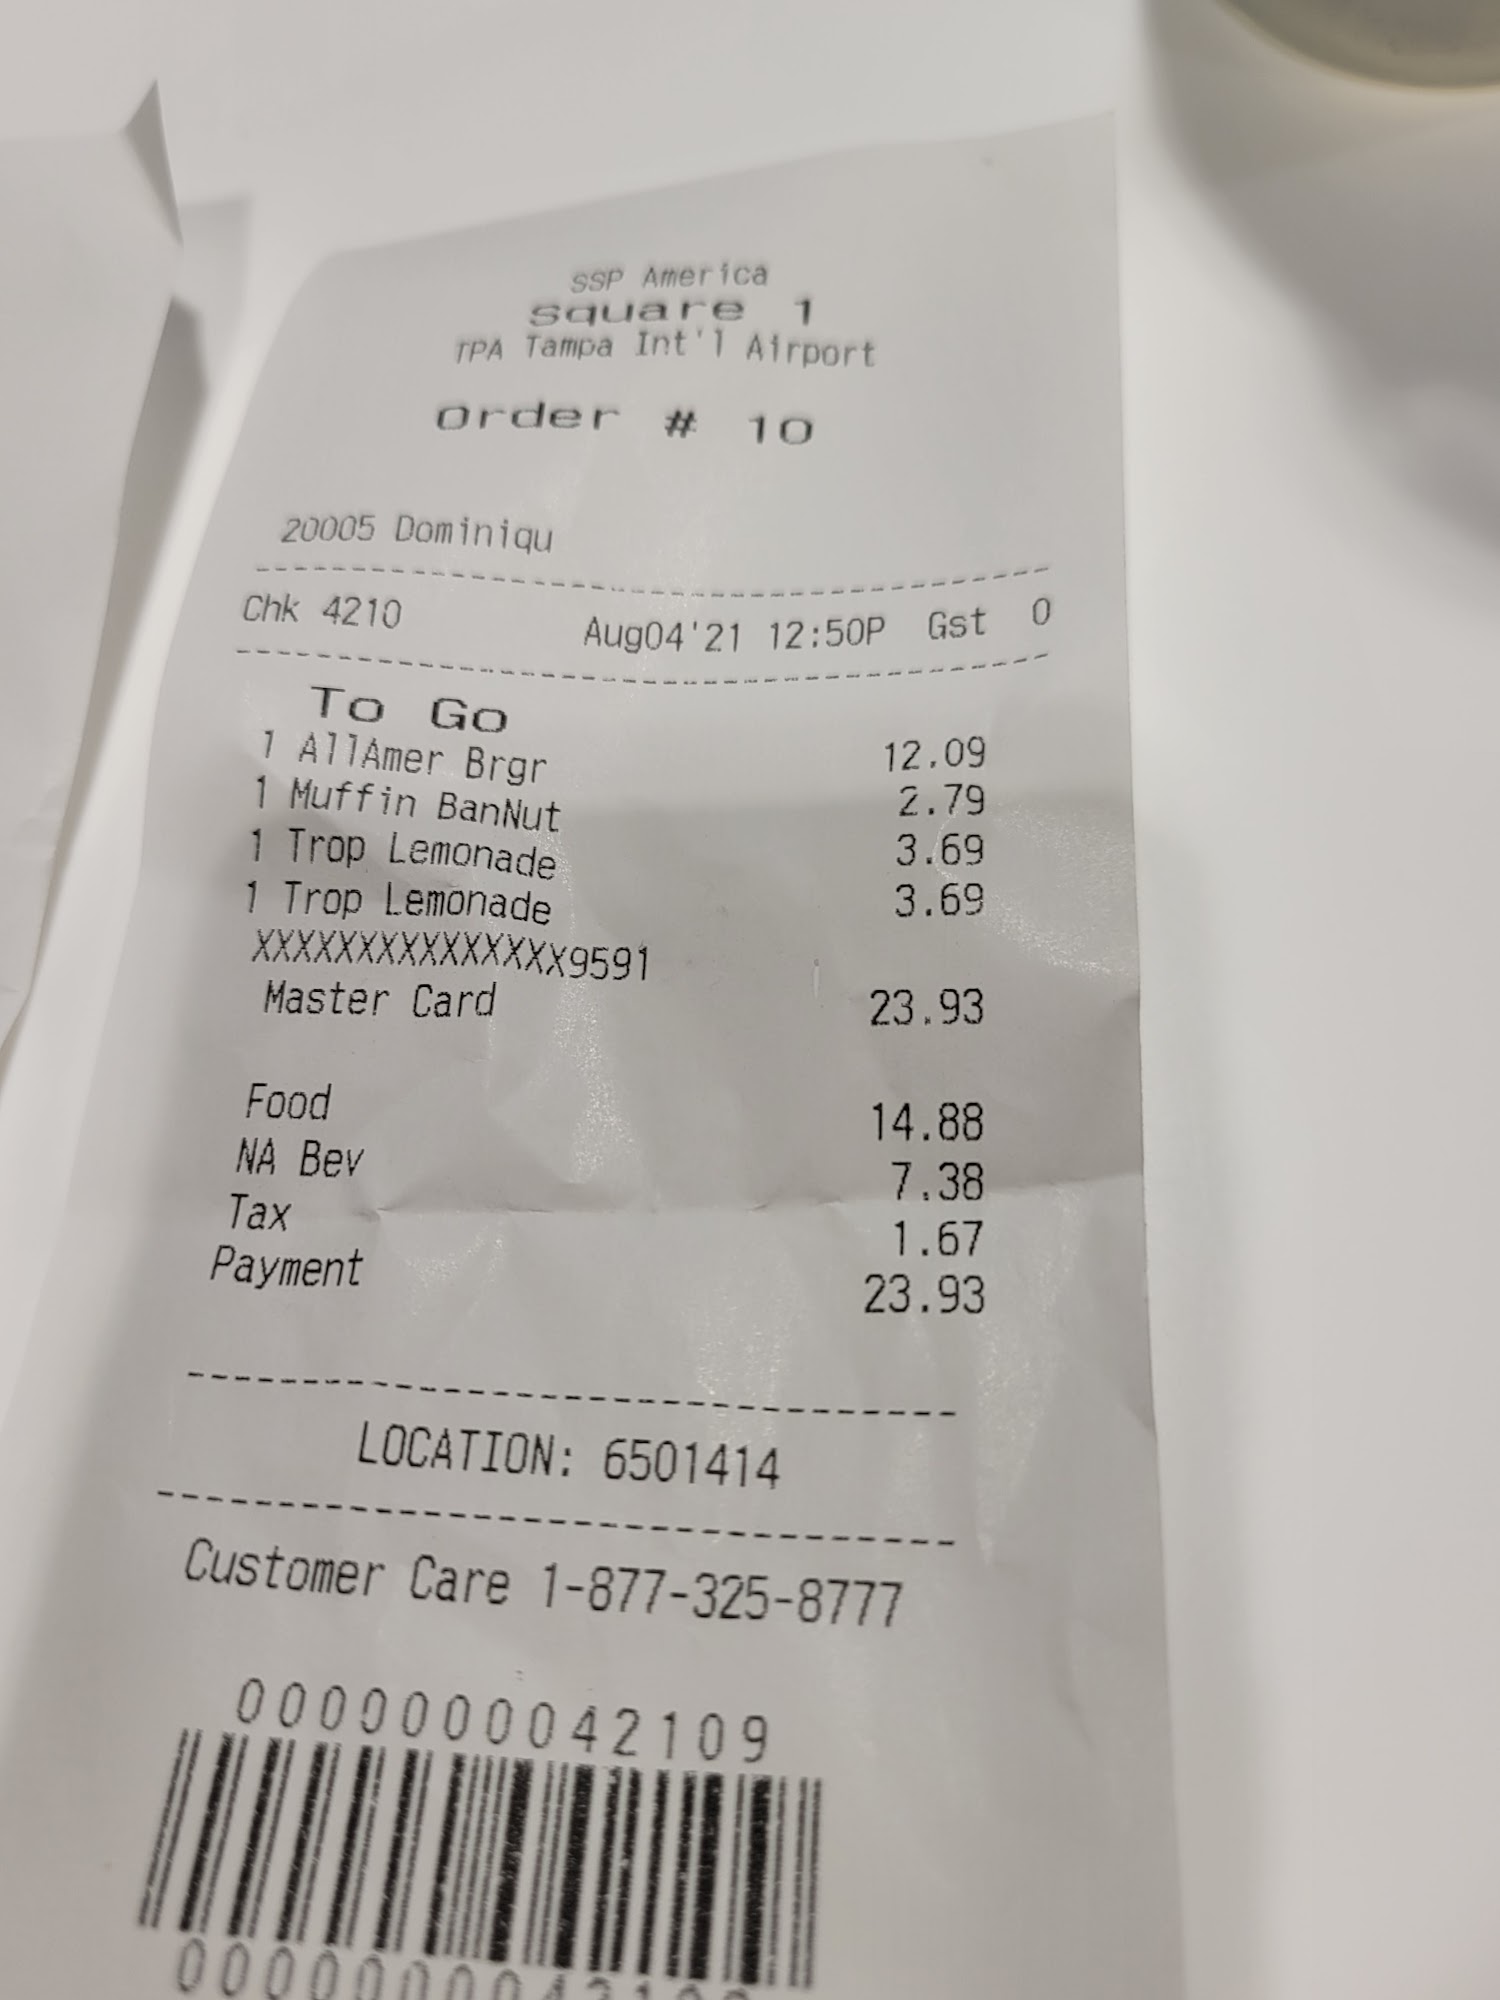 SSP America
square 1
TPA Tampa Int'l Airport
Order # 10
20005 Dominiqu
Chk 4210 Aug04'21 12:50P Gst 0
To Go
1 AllAmer Brgr 12.09
1 Muffin BanNut 2.79
1 Trop Lemonade 3.69
1 Trop Lemonade 3.69
XXXXXXXXXXXXXXX9591
Master Card 23.93
Food 14.88
NA Bev 7.38
Tax 1.67
Payment 23.93
LOCATION: 6501414
Customer Care 1-877-325-8777
0000000042109
0000000042109